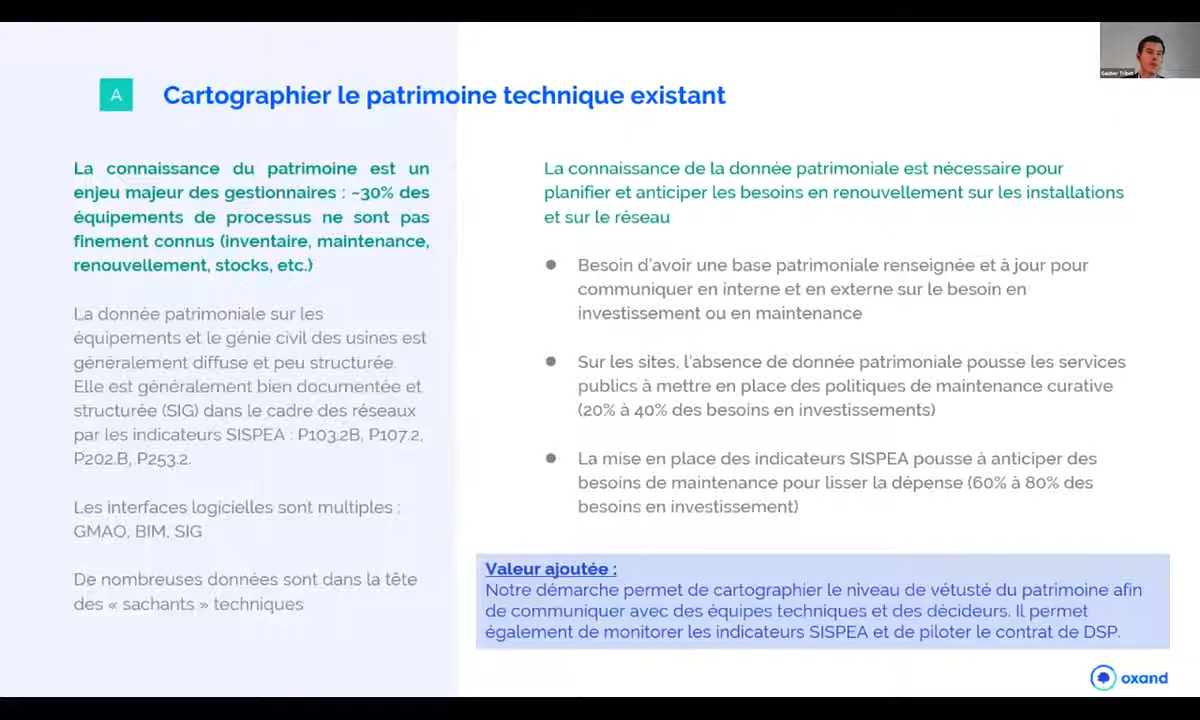 A
Cartographier le patrimoine technique existant
La connaissance du patrimoine est un
enjeu majeur des gestionnaires : ~30% des
équipements de processus ne sont pas
finement connus (inventaire, maintenance,
renouvellement, stocks, etc.)
La donnée patrimoniale sur les
équipements et le génie civil des usines est
généralement diffuse et peu structurée.
Elle est généralement bien documentée et
structurée (SIG) dans le cadre des réseaux
par les indicateurs SISPEA : P103.2B, P107.2,
P202.B, P253.2.
Les interfaces logicielles sont multiples :
GMAO, BIM, SIG
De nombreuses données sont dans la tête
des « sachants » techniques
La connaissance de la donnée patrimoniale est nécessaire pour
planifier et anticiper les besoins en renouvellement sur les installations
et sur le réseau
● Besoin d'avoir une base patrimoniale renseignée et à jour pour
communiquer en interne et en externe sur le besoin en
investissement ou en maintenance
● Sur les sites, l'absence de donnée patrimoniale pousse les services
publics à mettre en place des politiques de maintenance curative
(20% à 40% des besoins en investissements)
● La mise en place des indicateurs SISPEA pousse à anticiper des
besoins de maintenance pour lisser la dépense (60% à 80% des
besoins en investissement)
Valeur ajoutée :
Notre démarche permet de cartographier le niveau de vétusté du patrimoine afin
de communiquer avec des équipes techniques et des décideurs. Il permet
également de monitorer les indicateurs SISPEA et de piloter le contrat de DSP.
oxand